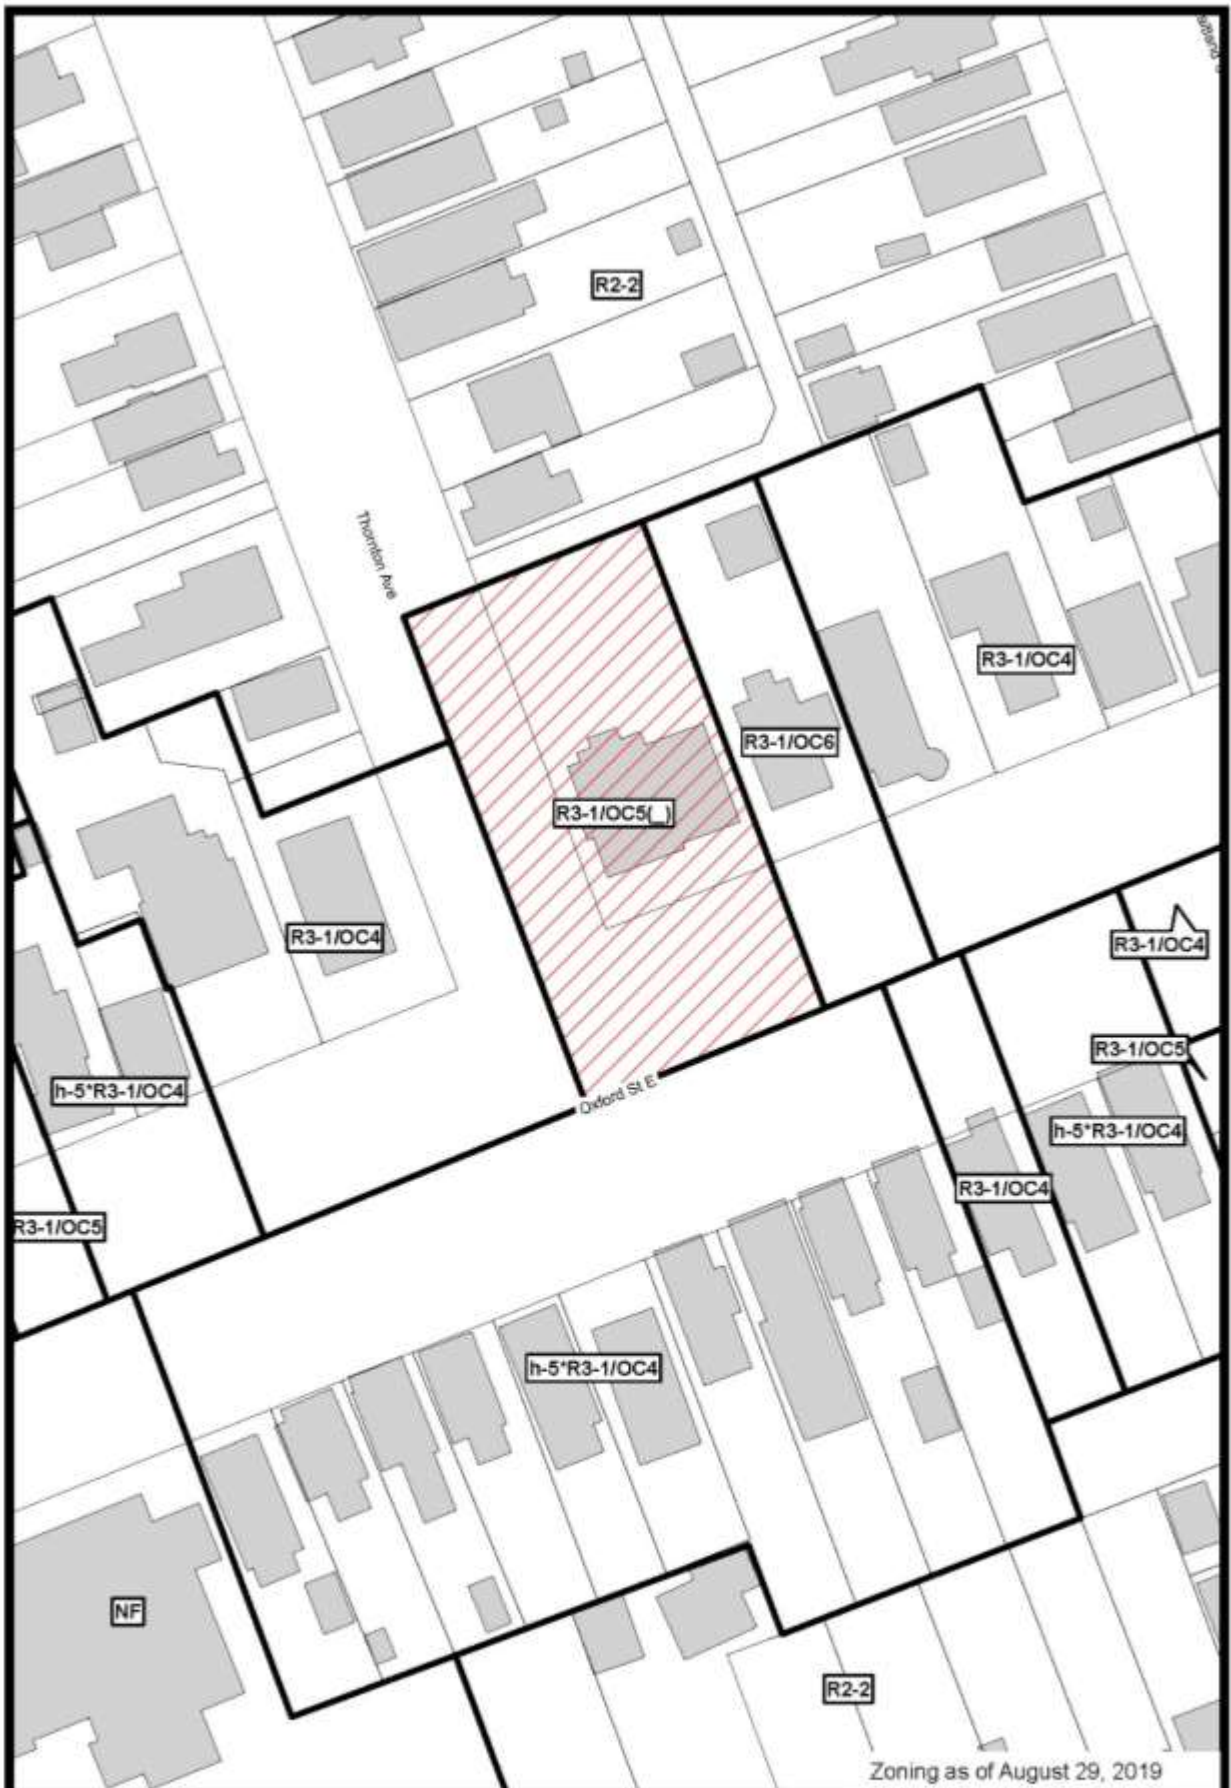 R2-2
Thornton Ave
R3-1/OC4
R3-1/OC6
R3-1/OC5(_)
R3-1/OC4
R3-1/OC4
R3-1/OC5
h-5*R3-1/OC4
h-5*R3-1/OC4
Oxford St E
R3-1/OC4
R3-1/OC5
h-5*R3-1/OC4
NF
R2-2
Zoning as of August 29, 2019